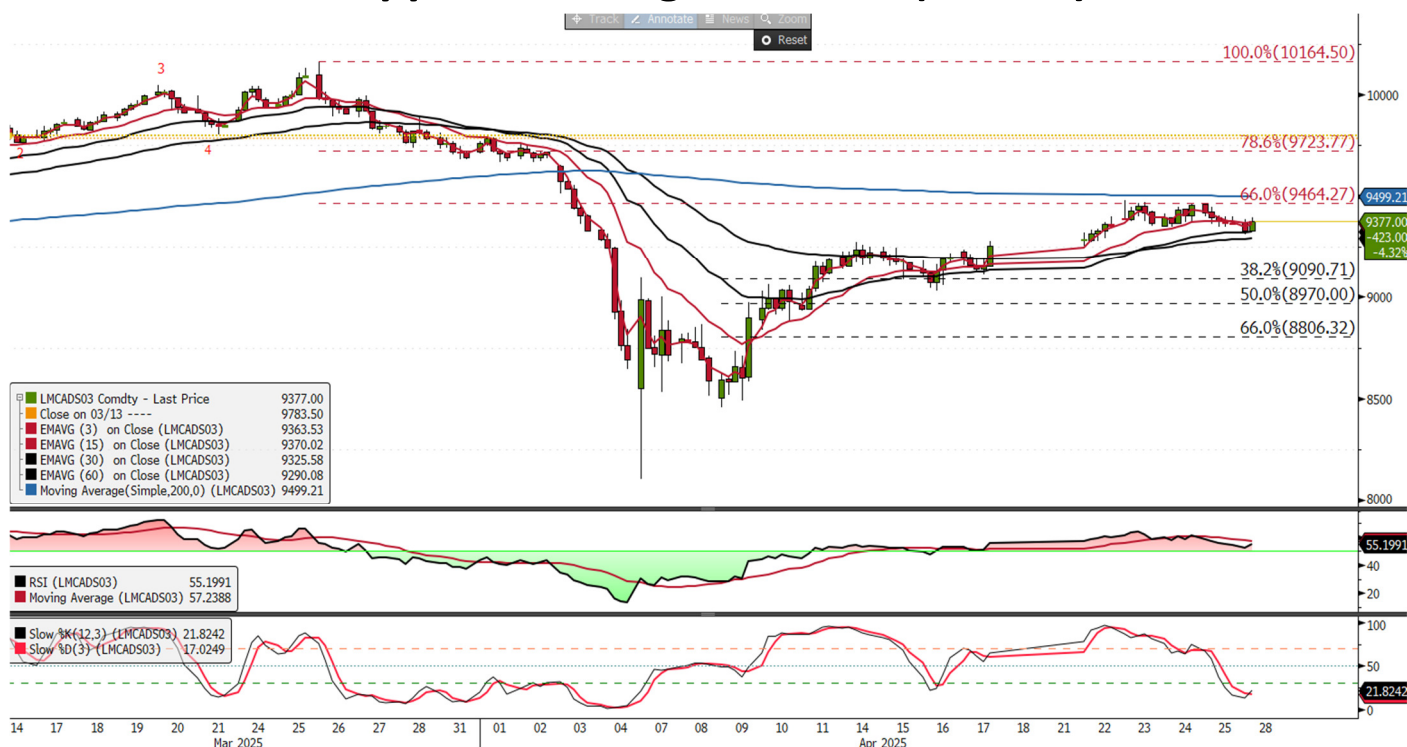 Track Annotate News Zoom
Reset
3
2
4
100.0%(10164.50)
10000
78.6%(9723.77)
66.0%(9464.27)
9499.21
9377.00
-423.00
-4.32%
38.2%(9090.71)
9000
50.0%(8970.00)
66.0%(8806.32)
8500
8000
LMCADS03 Comdty - Last Price 9377.00
Close on 03/13 ---- 9783.50
EMAVG (3) on Close (LMCADS03) 9363.53
EMAVG (15) on Close (LMCADS03) 9370.02
EMAVG (30) on Close (LMCADS03) 9325.58
EMAVG (60) on Close (LMCADS03) 9290.08
Moving Average(Simple,200,0) (LMCADS03) 9499.21
55.1991
40
20
RSI (LMCADS03) 55.1991
Moving Average (LMCADS03) 57.2388
100
50
21.8242
0
Slow %K(12,3) (LMCADS03) 21.8242
Slow %D(3) (LMCADS03) 17.0249
14 17 18 19 20 21 24 25 26 27 28 31 01 02 03 04 07 08 09 10 11 14 15 16 17 18 21 22 23 24 25 28
Mar 2025 Apr 2025